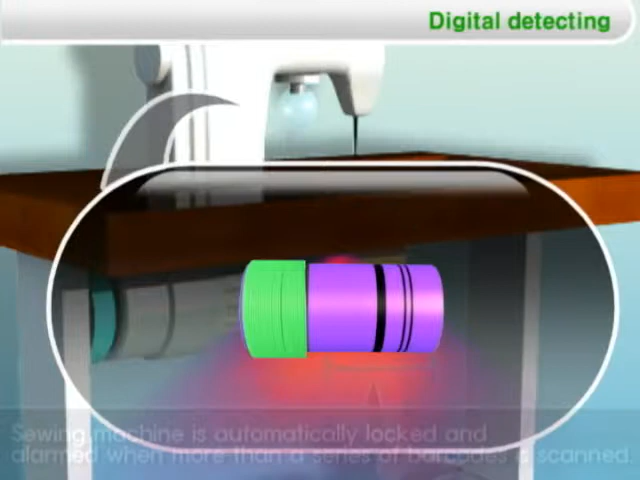 Digital detecting
Sewing machine is automatically locked and
alarmed when more than a series of barcodes is scanned.